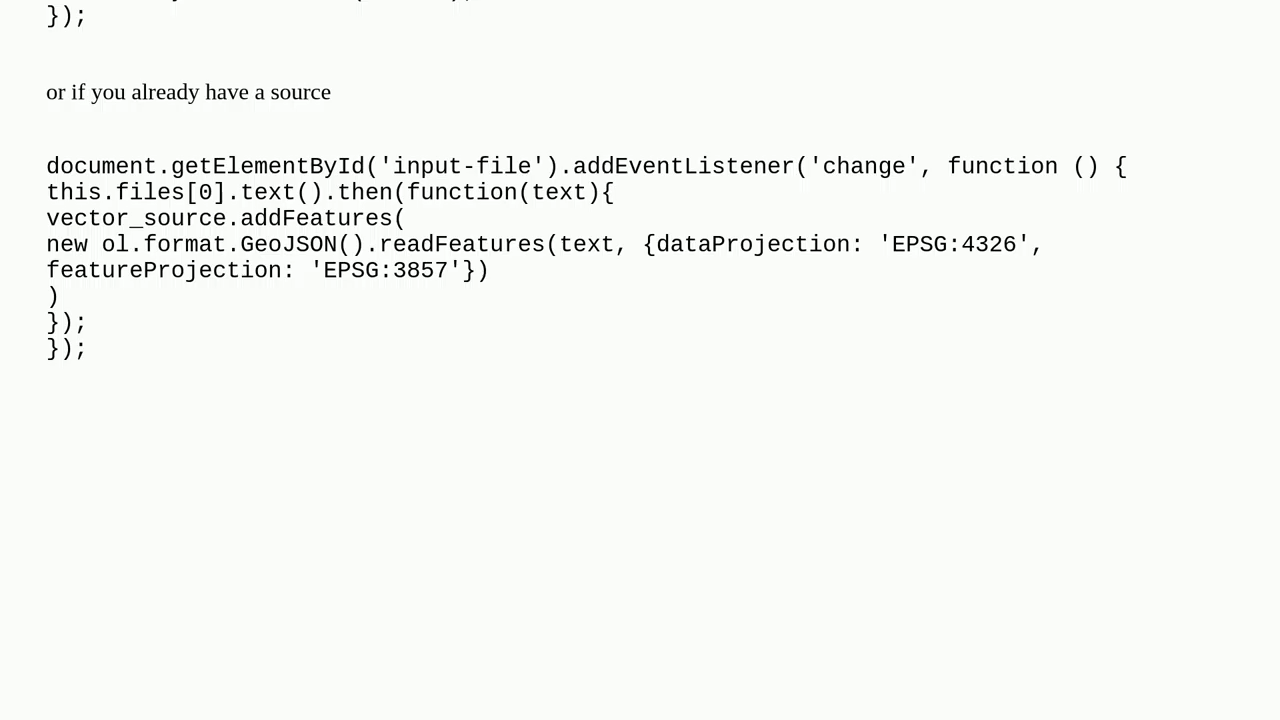 });
or if you already have a source
document.getElementById('input-file').addEventListener('change', function () {
this.files[0].text().then(function(text){
vector_source.addFeatures(
new ol.format.GeoJSON().readFeatures(text, {dataProjection: 'EPSG:4326',
featureProjection: 'EPSG:3857'})
)
});
});